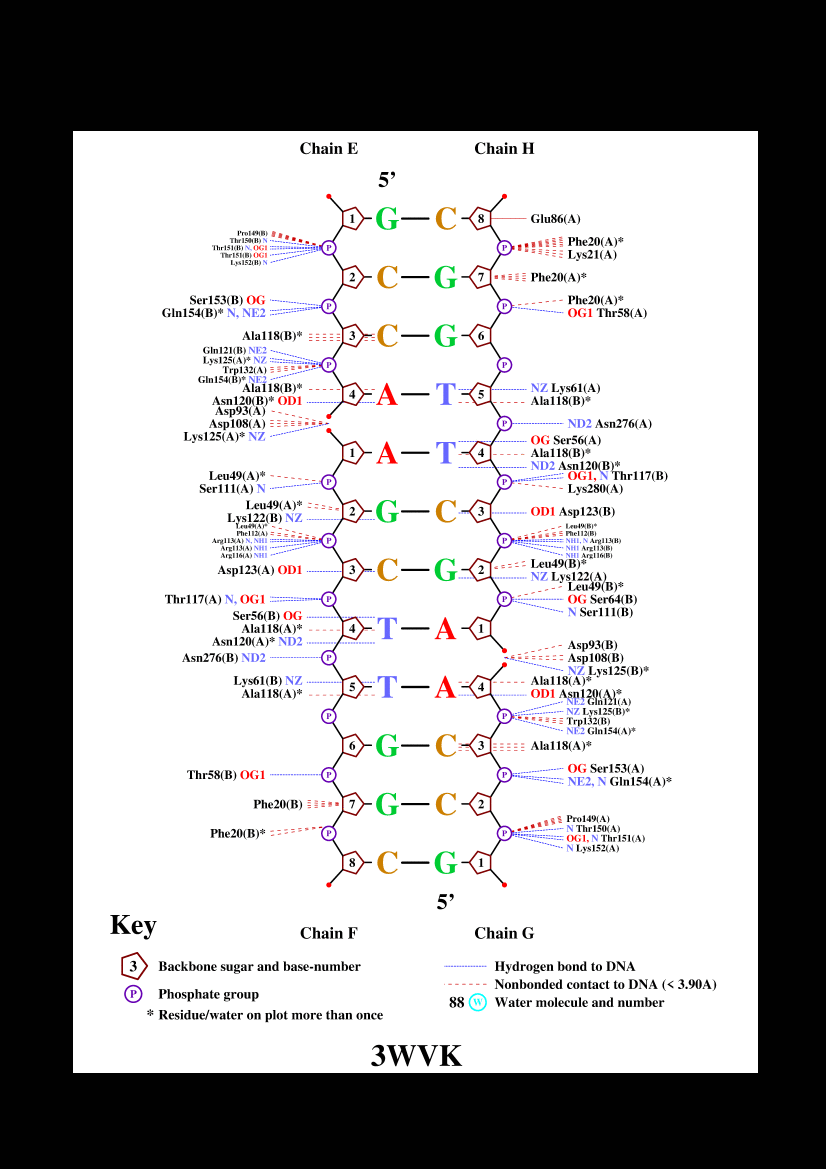 Chain E Chain H
5’
1 G C 8 Glu86(A)
Pro149(B)
Thr150(B) N
Thr151(B) N, OG1 P
Thr151(B) OG1
Lys152(B) N
P Phe20(A)*
Lys21(A)
2 C G 7 Phe20(A)*
Ser153(B) OG P
Gln154(B)* N, NE2
P Phe20(A)*
OG1 Thr58(A)
Ala118(B)* 3 C G 6
Gln121(B) NE2
Lys125(A)* NZ P P
Trp132(A)
Gln154(B)* NE2
Ala118(B)* 4 A T 5 NZ Lys61(A)
Asn120(B)* OD1 Ala118(B)*
Asp93(A)
Asp108(A) P ND2 Asn276(A)
Lys125(A)* NZ
1 A T 4 OG Ser56(A)
Ala118(B)*
ND2 Asn120(B)*
Leu49(A)* P P OG1, N Thr117(B)
Ser111(A) N Lys280(A)
Leu49(A)* 2 G C 3 OD1 Asp123(B)
Lys122(B) NZ
Leu49(A)* Leu49(B)*
Phe112(A) Phe112(B)
Arg113(A) N, NH1 P P NH1, N Arg113(B)
Arg113(A) NH1 NH1 Arg113(B)
Arg116(A) NH1 NH1 Arg116(B)
Asp123(A) OD1 3 C G 2 Leu49(B)*
NZ Lys122(A)
Thr117(A) N, OG1 P P Leu49(B)*
OG Ser64(B)
N Ser111(B)
Ser56(B) OG
Ala118(A)* 4 T A 1
Asn120(A)* ND2
Asn276(B) ND2 P Asp93(B)
Asp108(B)
NZ Lys125(B)*
Lys61(B) NZ 5 T A 4 Ala118(A)*
Ala118(A)* OD1 Asn120(A)*
P P NE2 Gln121(A)
NZ Lys125(B)*
Trp132(B)
NE2 Gln154(A)*
6 G C 3 Ala118(A)*
Thr58(B) OG1 P P OG Ser153(A)
NE2, N Gln154(A)*
Phe20(B) 7 G C 2
Phe20(B)* P P Pro149(A)
N Thr150(A)
OG1, N Thr151(A)
N Lys152(A)
8 C G 1
5’
Key
Chain F Chain G
3 Backbone sugar and base-number
P Phosphate group
* Residue/water on plot more than once
Hydrogen bond to DNA
Nonbonded contact to DNA (< 3.90A)
88 W Water molecule and number
3WVK